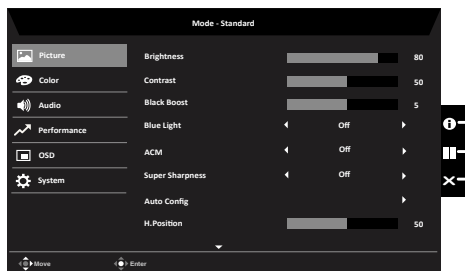 Mode - Standard
Picture
Color
Audio
Performance
OSD
System
Brightness 80
Contrast 50
Black Boost 5
Blue Light Off
ACM Off
Super Sharpness Off
Auto Config
H.Position 50
Move Enter